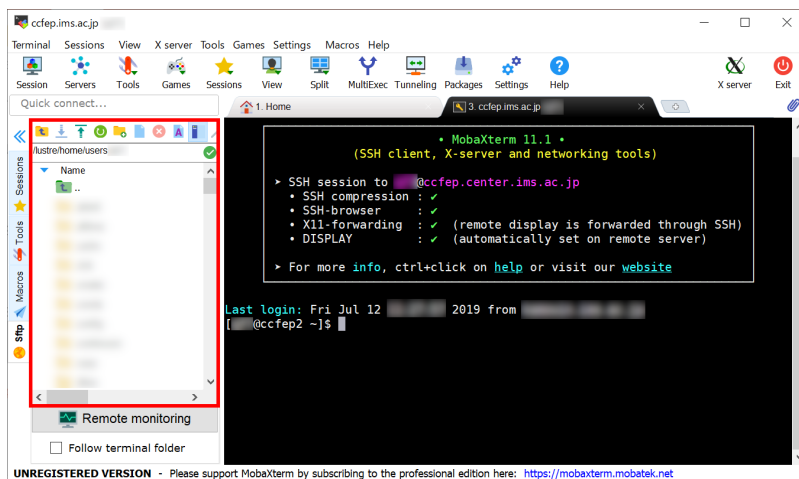 ccfep.ims.ac.jp
Terminal Sessions View X server Tools Games Settings Macros Help
Session Servers Tools Games Sessions View Split MultiExec Tunneling Packages Settings Help X server Exit
Quick connect...
1. Home
3. ccfep.ims.ac.jp
/lustre/home/users
Name
..
Sessions
Tools
Macros
Sftp
• MobaXterm 11.1 •
(SSH client, X-server and networking tools)
➤ SSH session to @ccfep.center.ims.ac.jp
• SSH compression : ✔
• SSH-browser : ✔
• X11-forwarding : ✔ (remote display is forwarded through SSH)
• DISPLAY : ✔ (automatically set on remote server)
➤ For more info, ctrl+click on help or visit our website
Last login: Fri Jul 12 2019 from
[ @ccfep2 ~]$
Remote monitoring
Follow terminal folder
UNREGISTERED VERSION - Please support MobaXterm by subscribing to the professional edition here: https://mobaxterm.mobatek.net